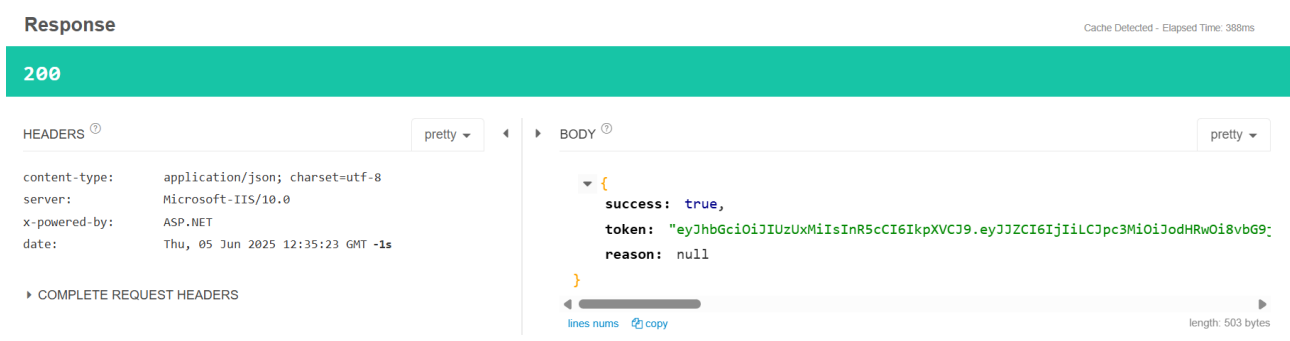 Response
Cache Detected - Elapsed Time: 388ms
200
HEADERS ?
pretty
BODY ?
pretty
content-type: application/json; charset=utf-8
server: Microsoft-IIS/10.0
x-powered-by: ASP.NET
date: Thu, 05 Jun 2025 12:35:23 GMT -1s
COMPLETE REQUEST HEADERS
{
success: true,
token: "eyJhbGciOiJIUzUxMiIsInR5cCI6IkpXVCJ9.eyJJZCI6IjIiLCJpc3MiOiJodHRwOi8vbG9j
reason: null
}
lines nums copy
length: 503 bytes